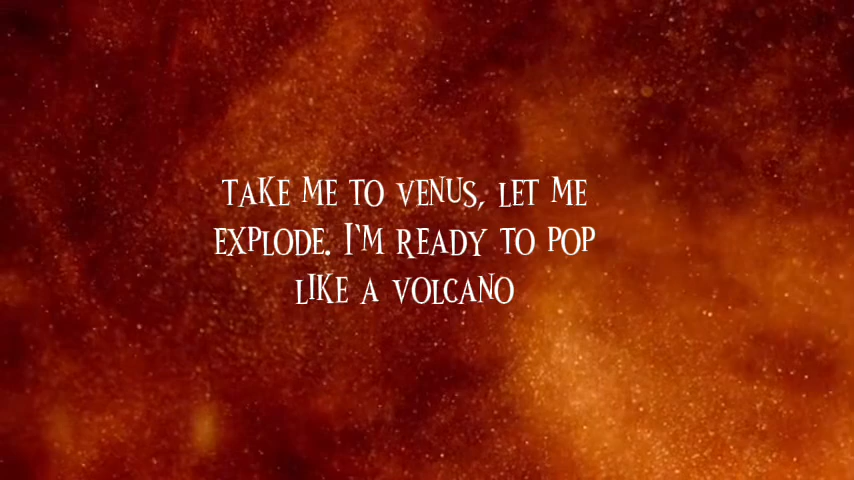 TAKE ME TO VENUS, LET ME
EXPLODE. I'M READY TO POP
LIKE A VOLCANO